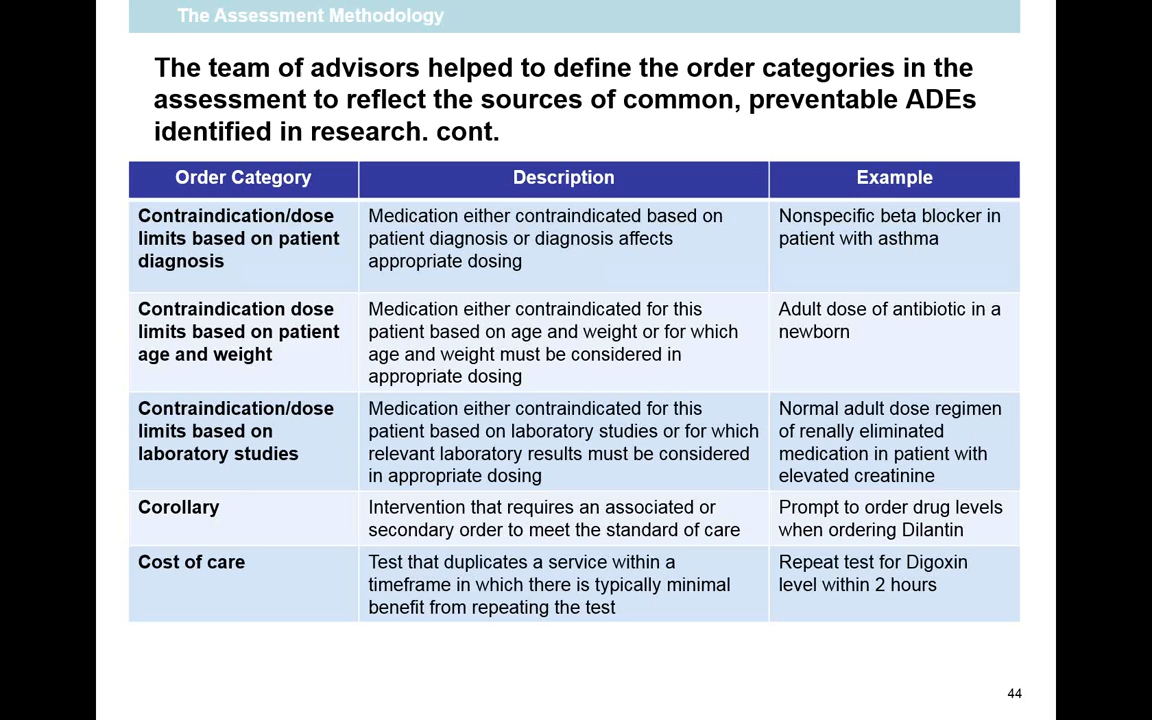 The Assessment Methodology
The team of advisors helped to define the order categories in the
assessment to reflect the sources of common, preventable ADEs
identified in research. cont.
Order Category
Description
Example
Contraindication/dose
limits based on patient
diagnosis
Medication either contraindicated based on
patient diagnosis or diagnosis affects
appropriate dosing
Nonspecific beta blocker in
patient with asthma
Contraindication dose
limits based on patient
age and weight
Medication either contraindicated for this
patient based on age and weight or for which
age and weight must be considered in
appropriate dosing
Adult dose of antibiotic in a
newborn
Contraindication/dose
limits based on
laboratory studies
Medication either contraindicated for this
patient based on laboratory studies or for which
relevant laboratory results must be considered
in appropriate dosing
Normal adult dose regimen
of renally eliminated
medication in patient with
elevated creatinine
Corollary
Intervention that requires an associated or
secondary order to meet the standard of care
Prompt to order drug levels
when ordering Dilantin
Cost of care
Test that duplicates a service within a
timeframe in which there is typically minimal
benefit from repeating the test
Repeat test for Digoxin
level within 2 hours
44